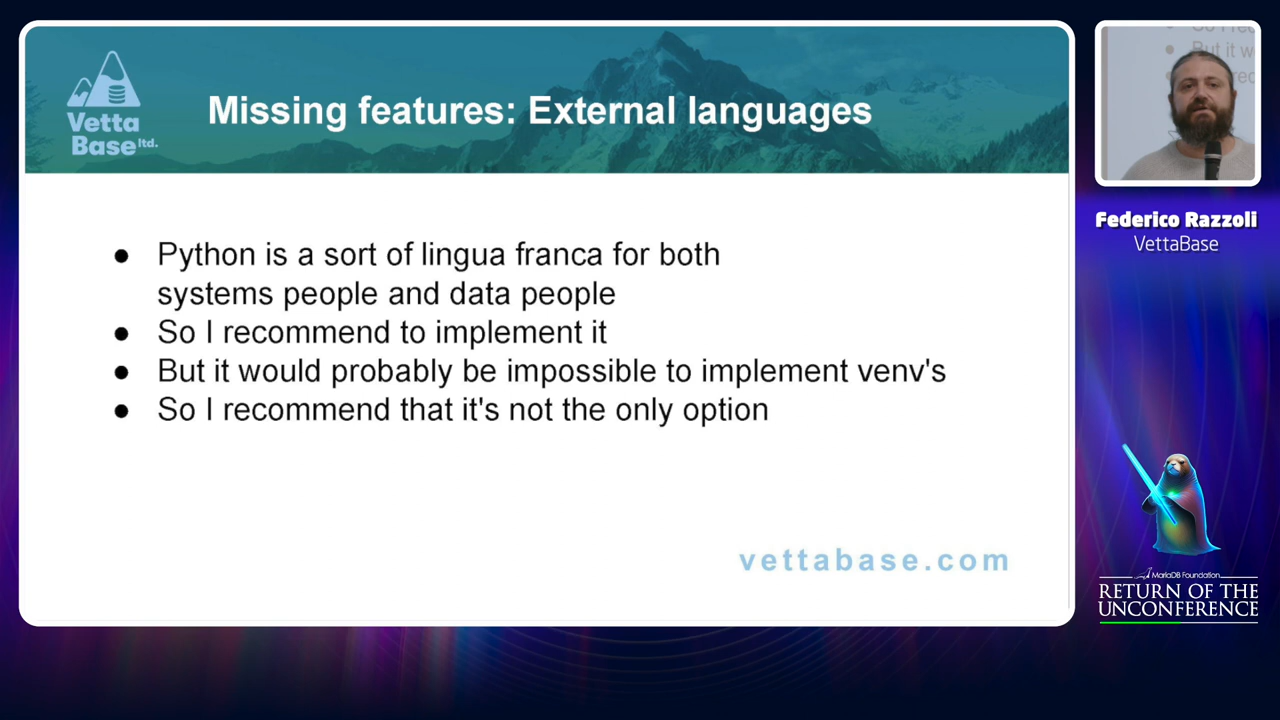 Vetta
Base ltd.
Missing features: External languages
● Python is a sort of lingua franca for both
systems people and data people
● So I recommend to implement it
● But it would probably be impossible to implement venv's
● So I recommend that it's not the only option
vettabase.com
But it w
Federico Razzoli
VettaBase
MariaDB Foundation
RETURN OF THE
UNCONFERENCE